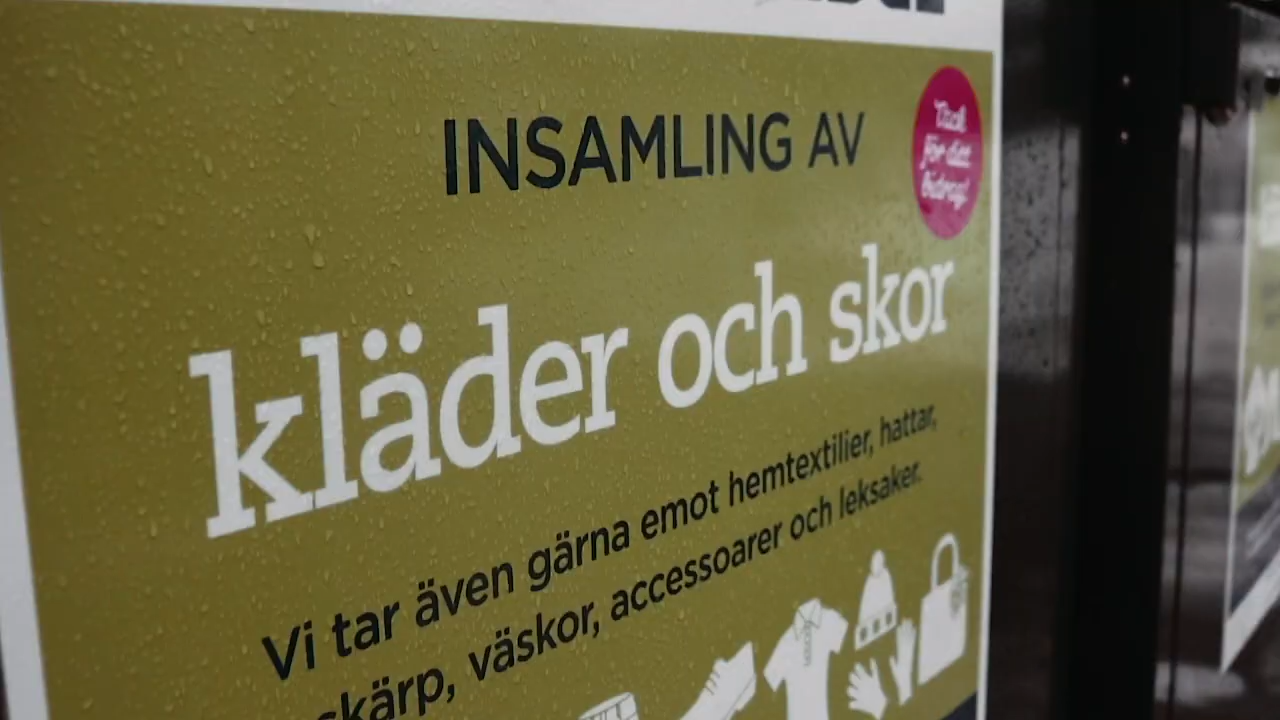 INSAMLING AV
Tack
för ditt
bidrag!
kläder och skor
Vi tar även gärna emot hemtextilier, hattar,
skärp, väskor, accessoarer och leksaker.